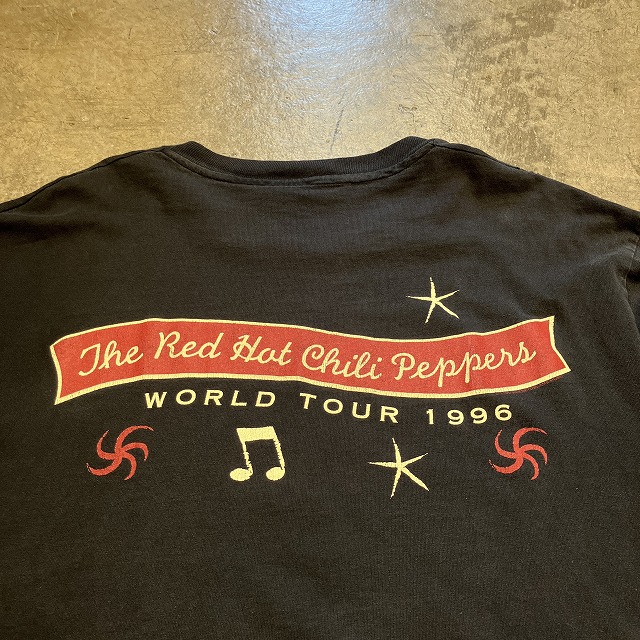 The Red Hot Chili Peppers
WORLD TOUR 1996